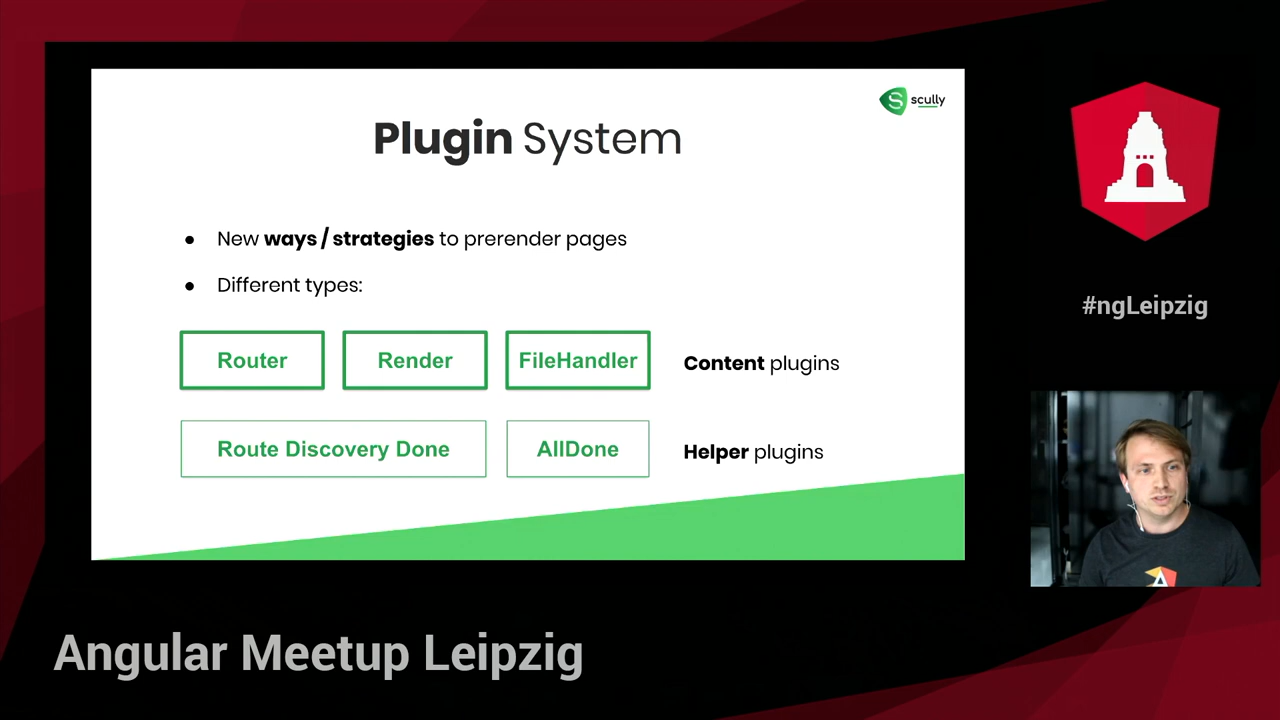 scully
Plugin System
● New ways / strategies to prerender pages
● Different types:
Router Render FileHandler Content plugins
Route Discovery Done AllDone Helper plugins
#ngLeipzig
Angular Meetup Leipzig